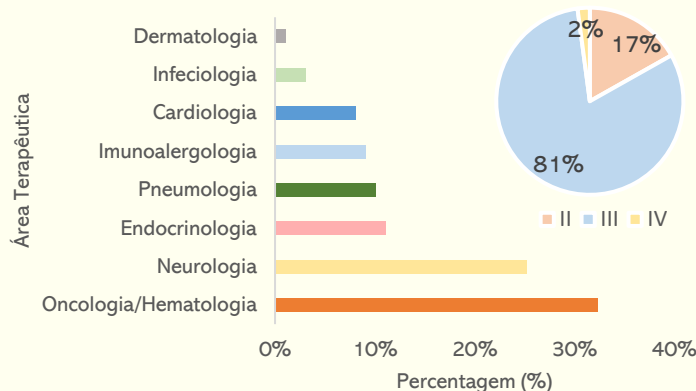 Área Terapêutica
Dermatologia
Infeciologia
Cardiologia
Imunoalergologia
Pneumologia
Endocrinologia
Neurologia
Oncologia/Hematologia
0% 10% 20% 30% 40%
Percentagem (%)
2%
17%
81%
II III IV